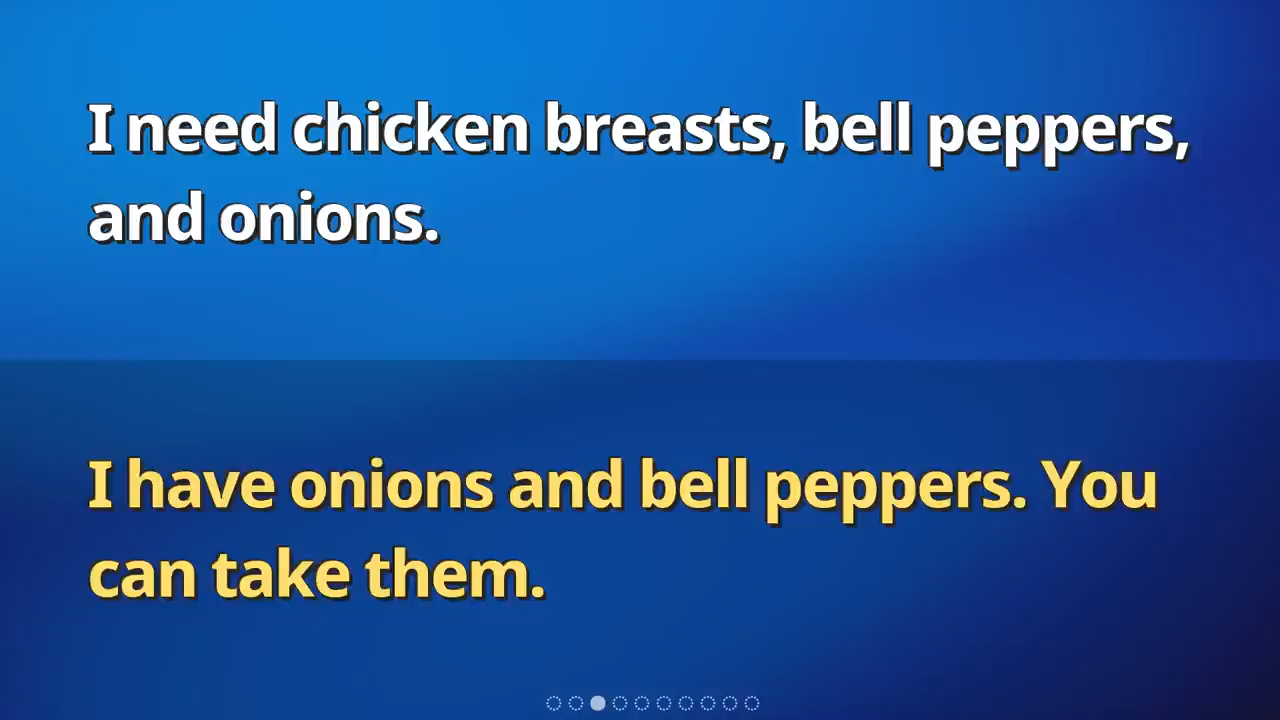 I need chicken breasts, bell peppers,
and onions.
I have onions and bell peppers. You
can take them.